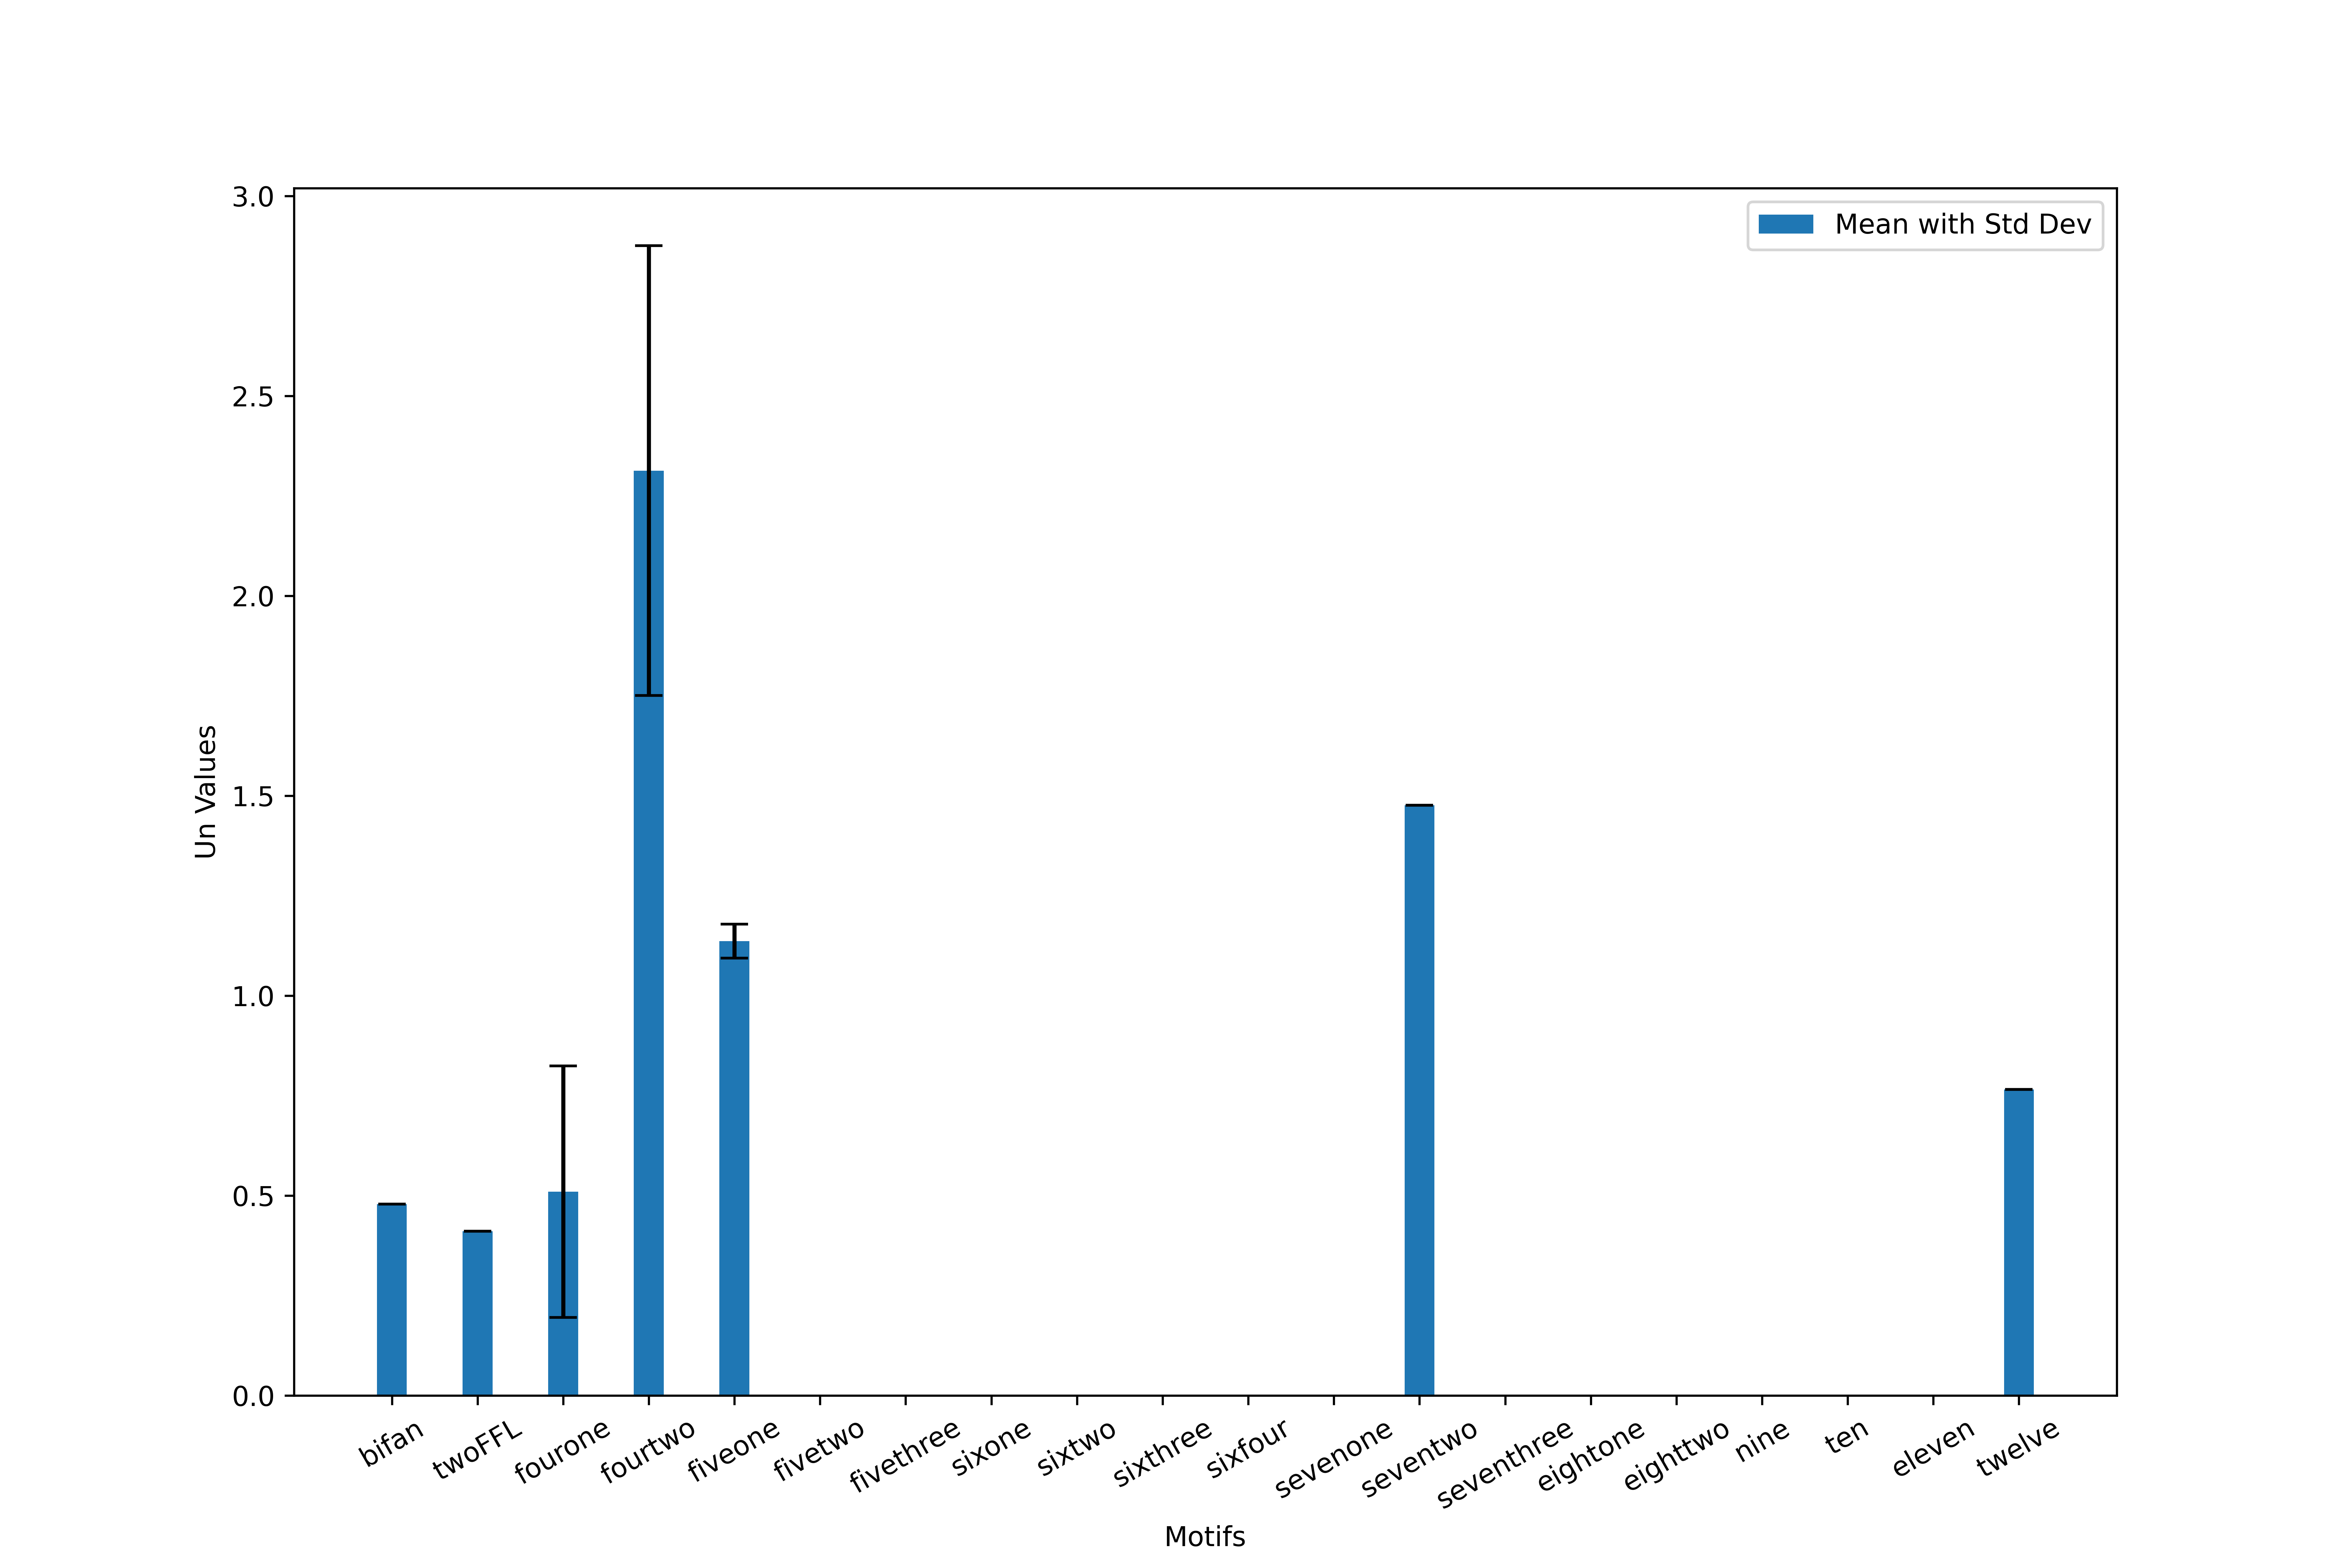 Mean with Std Dev
3.0
2.5
2.0
1.5
1.0
0.5
0.0
Un Values
bifan
twoFFL
fourone
fourtwo
fiveone
fivetwo
fivethree
sixone
sixtwo
sixthree
sixfour
sevenone
seventwo
seventhree
eightone
eighttwo
nine
ten
eleven
twelve
Motifs